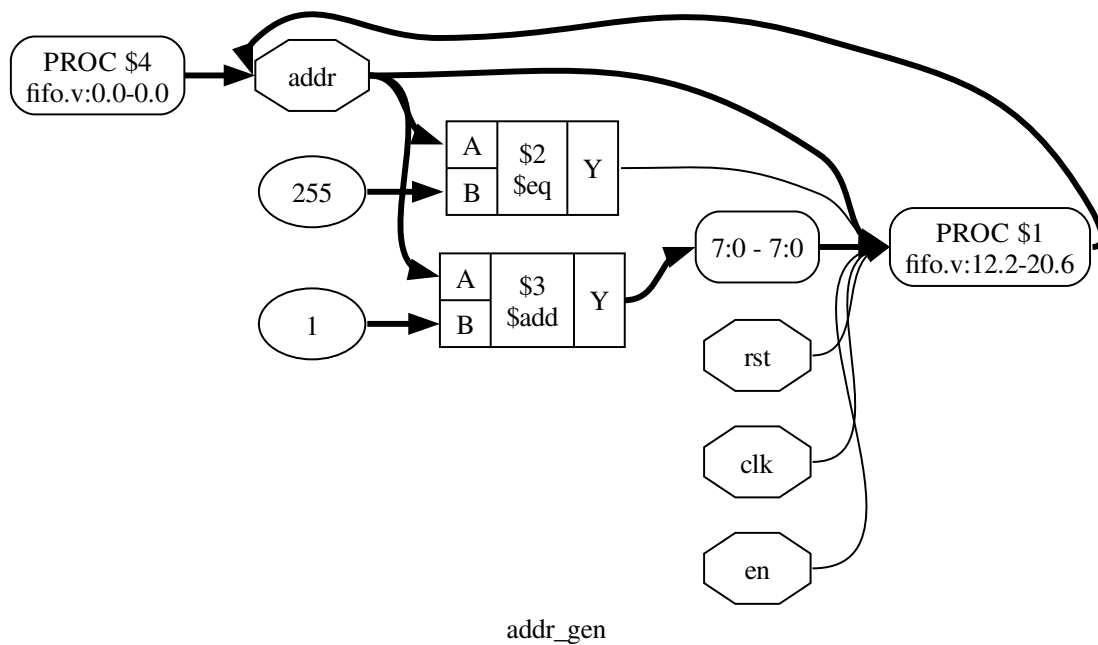 PROC $4
fifo.v:0.0-0.0
addr
255
A
B
$2
$eq
Y
1
A
B
$3
$add
Y
7:0 - 7:0
PROC $1
fifo.v:12.2-20.6
rst
clk
en
addr_gen